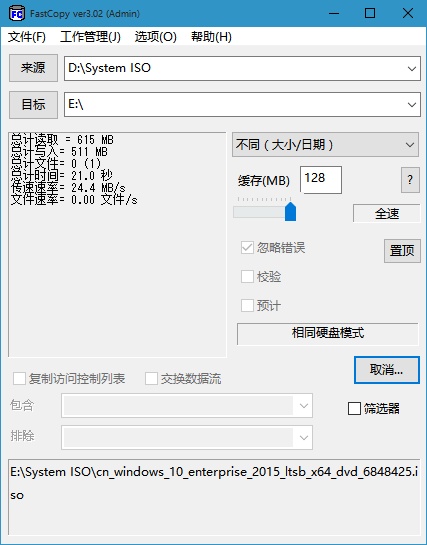 FastCopy ver3.02 (Admin)
文件(F) 工作管理(J) 选项(O) 帮助(H)
来源 D:\System ISO
目标 E:\
总计读取 = 615 MB
总计写入= 511 MB
总计文件= 0 (1)
总计时间= 21.0 秒
传速速率= 24.4 MB/s
文件速率= 0.00 文件/s
不同（大小/日期）
缓存(MB) 128 ?
全速
忽略错误 置顶
校验
预计
相同硬盘模式
取消...
复制访问控制列表 交换数据流
包含
筛选器
排除
E:\System ISO\cn_windows_10_enterprise_2015_ltsb_x64_dvd_6848425.i
so